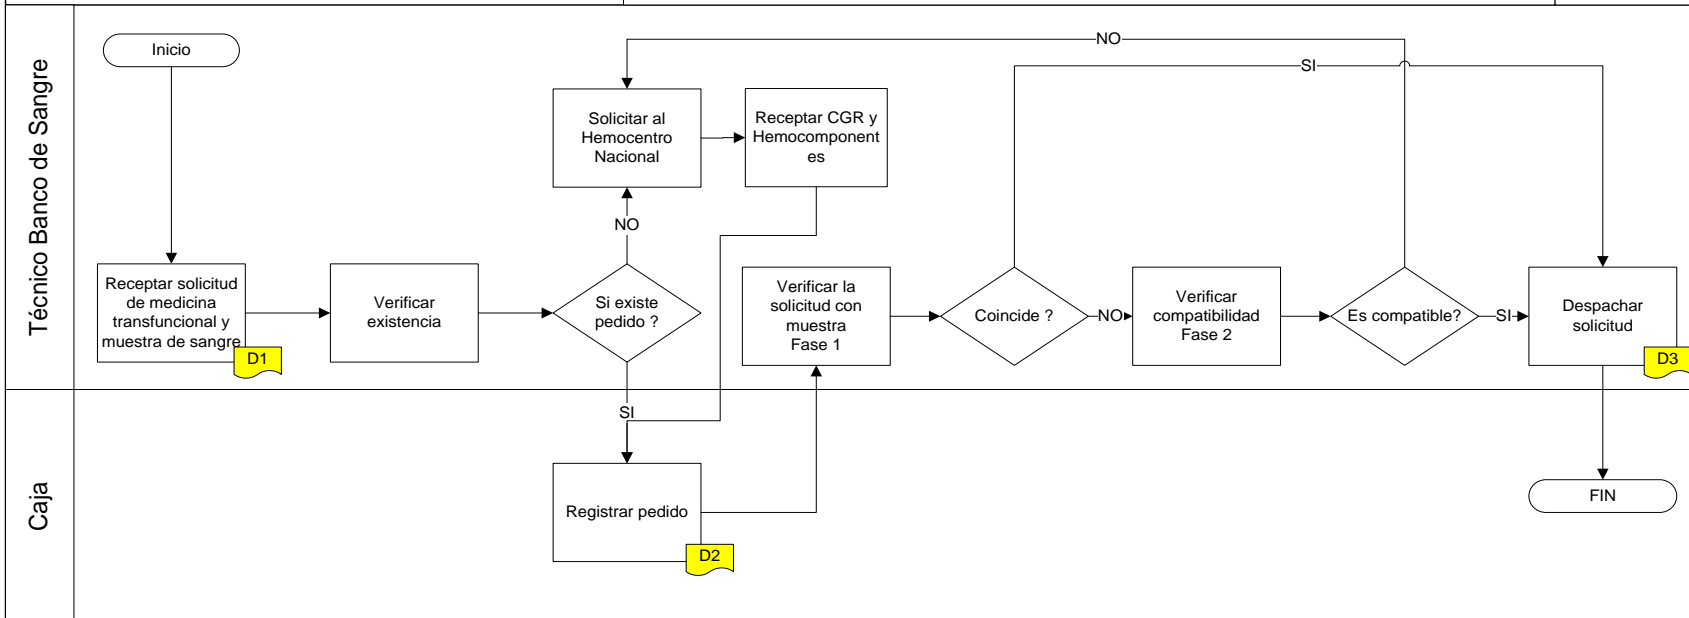 Técnico Banco de Sangre
Inicio
NO
SI
Solicitar al
Hemocentro
Nacional
Receptar CGR y
Hemocomponent
es
NO
Receptar solicitud
de medicina
transfuncional y
muestra de sangre
D1
Verificar
existencia
Si existe
pedido ?
Verificar la
solicitud con
muestra
Fase 1
Coincide ?
NO
Verificar
compatibilidad
Fase 2
Es compatible?
SI
Despachar
solicitud
D3
Caja
SI
Registrar pedido
D2
FIN